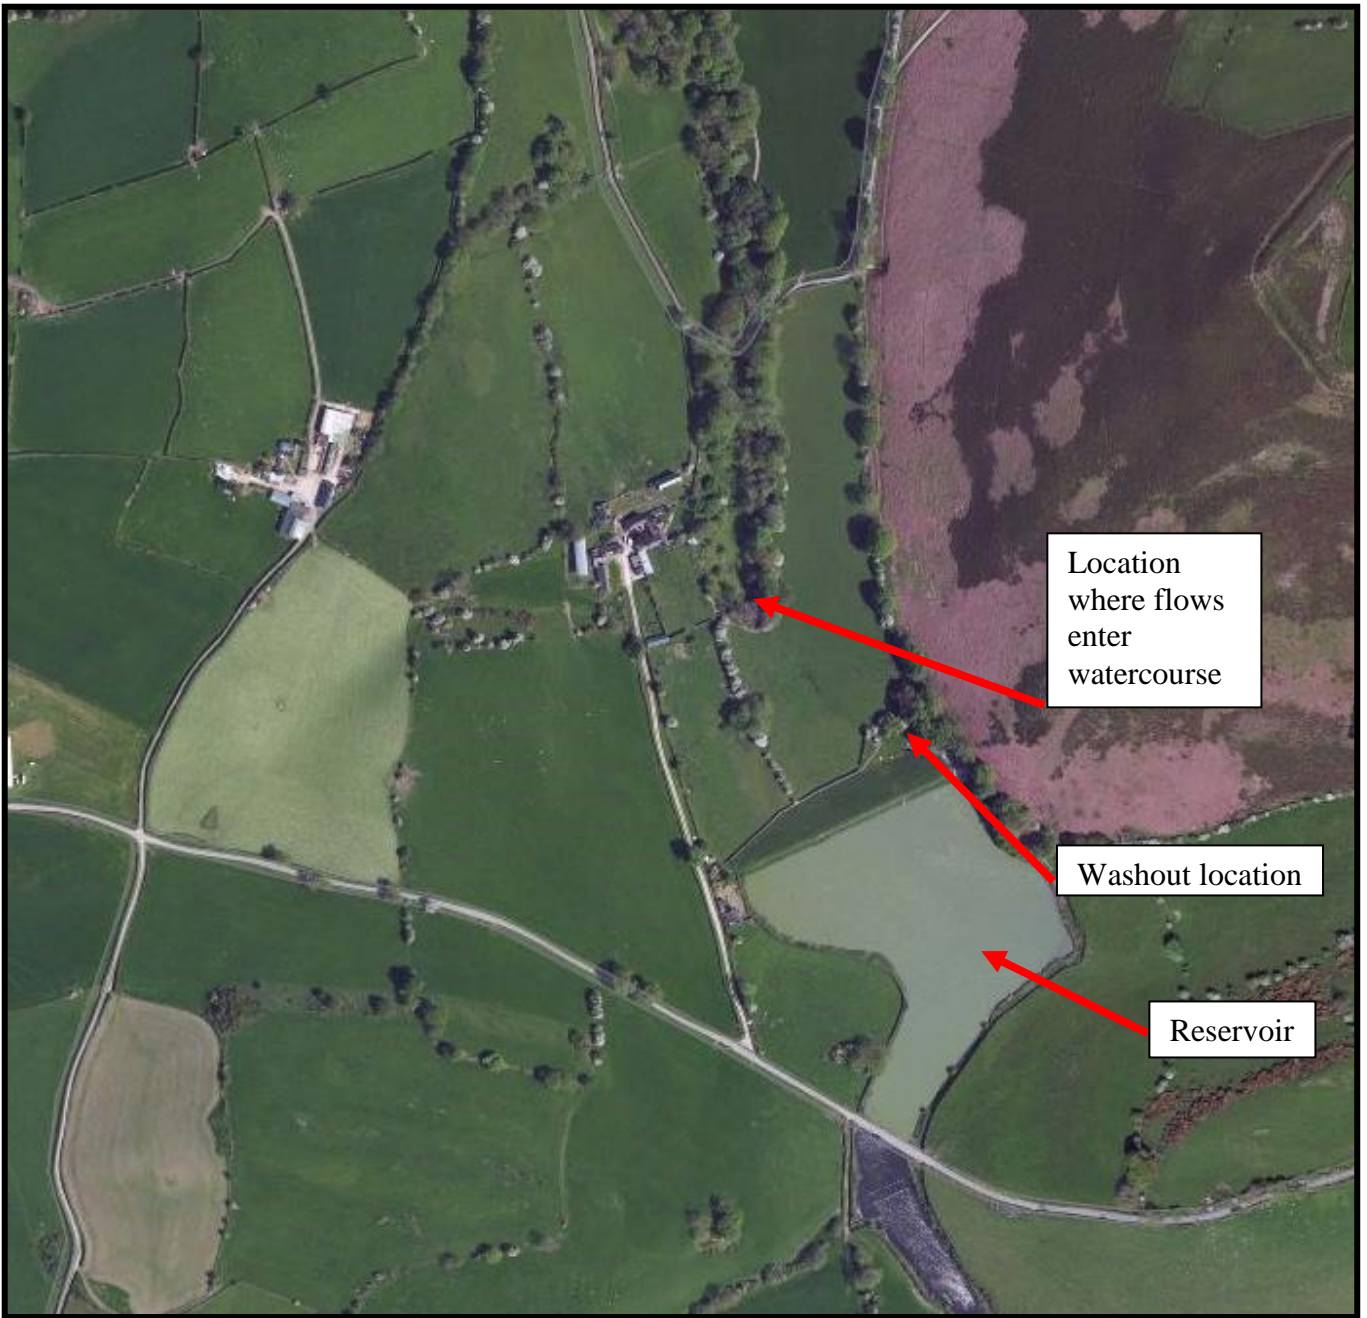 Location
where flows
enter
watercourse
Washout location
Reservoir